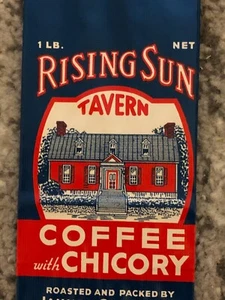 1 LB. NET
RISING SUN
TAVERN
COFFEE
with CHICORY
ROASTED AND PACKED BY